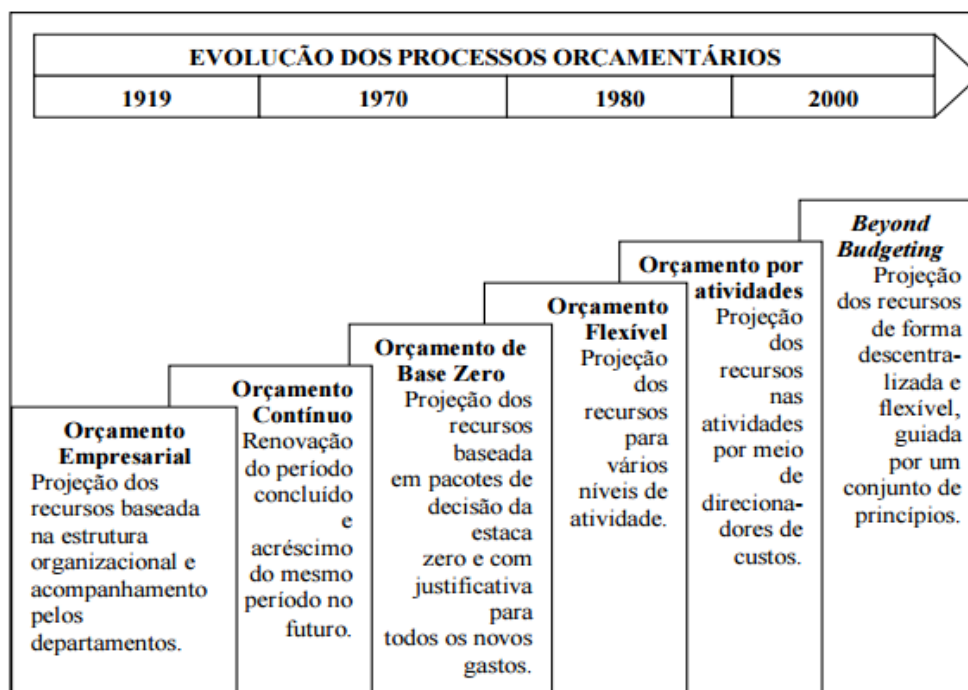 EVOLUÇÃO DOS PROCESSOS ORÇAMENTÁRIOS
1919
1970
1980
2000
Orçamento
Empresarial
Projeção dos
recursos baseada
na estrutura
organizacional e
acompanhamento
pelos
departamentos.
Orçamento
Contínuo
Renovação
do período
concluído
e
acréscimo
do mesmo
período no
futuro.
Orçamento de
Base Zero
Projeção dos
recursos
baseada
em pacotes de
decisão da
estaca
zero e com
justificativa
para
todos os novos
gastos.
Orçamento
Flexível
Projeção
dos
recursos
para
vários
níveis de
atividade.
Orçamento por
atividades
Projeção
dos
recursos
nas
atividades
por meio
de
direciona-
dores de
custos.
Beyond
Budgeting
Projeção
dos recursos
de forma
descentra-
lizada e
flexível,
guiada
por um
conjunto de
princípios.